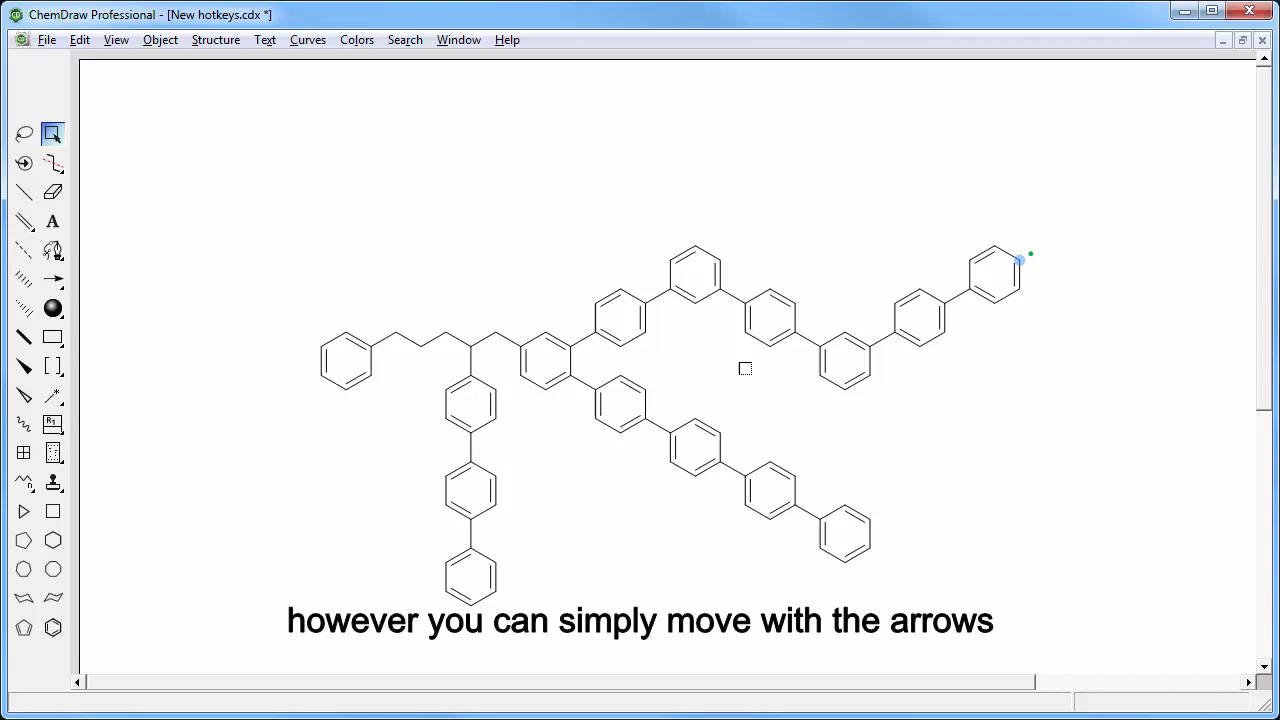 ChemDraw Professional - [New hotkeys.cdx *]
File Edit View Object Structure Text Curves Colors Search Window Help
A
R1
however you can simply move with the arrows